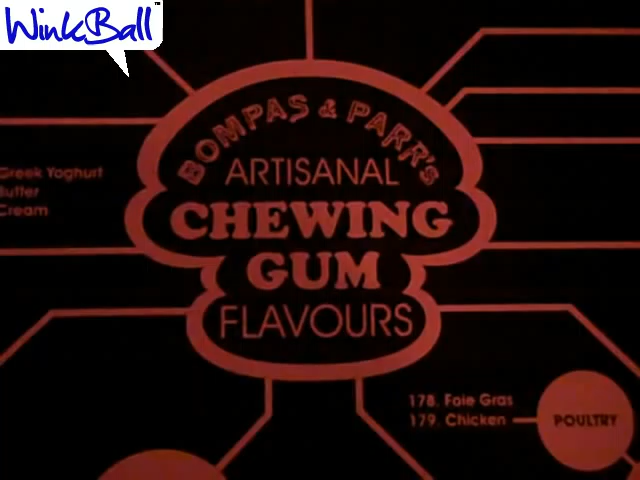 WinkBall
BOMPAS & PARR's
ARTISANAL
CHEWING
GUM
FLAVOURS
Greek Yoghurt
Butter
Cream
178. Foie Gras
179. Chicken
POULTRY